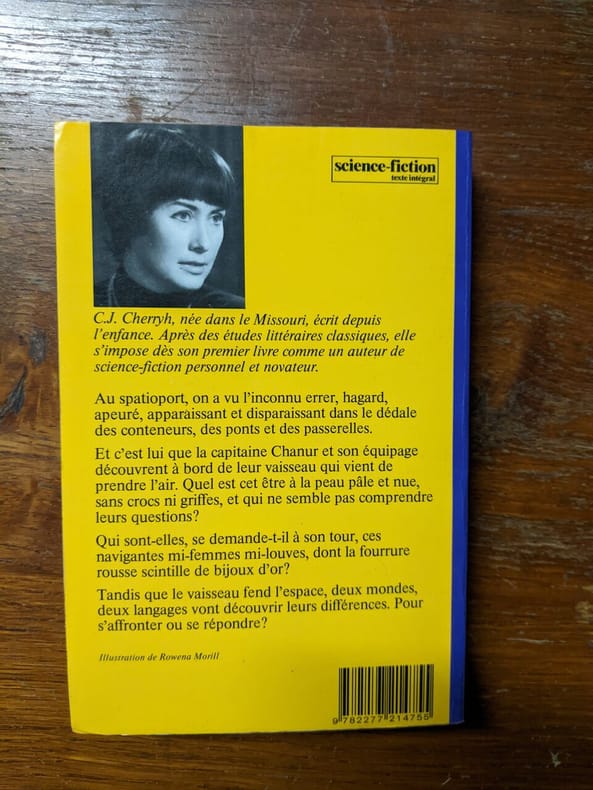 science-fiction
texte intégral
C.J. Cherryh, née dans le Missouri, écrit depuis
l'enfance. Après des études littéraires classiques, elle
s'impose dès son premier livre comme un auteur de
science-fiction personnel et novateur.
Au spatioport, on a vu l'inconnu errer, hagard,
apeuré, apparaissant et disparaissant dans le dédale
des conteneurs, des ponts et des passerelles.
Et c'est lui que la capitaine Chanur et son équipage
découvrent à bord de leur vaisseau qui vient de
prendre l'air. Quel est cet être à la peau pâle et nue,
sans crocs ni griffes, et qui ne semble pas comprendre
leurs questions?
Qui sont-elles, se demande-t-il à son tour, ces
navigantes mi-femmes mi-louves, dont la fourrure
rousse scintille de bijoux d'or?
Tandis que le vaisseau fend l'espace, deux mondes,
deux langages vont découvrir leurs différences. Pour
s'affronter ou se répondre?
Illustration de Rowena Morill
9 782277 214755